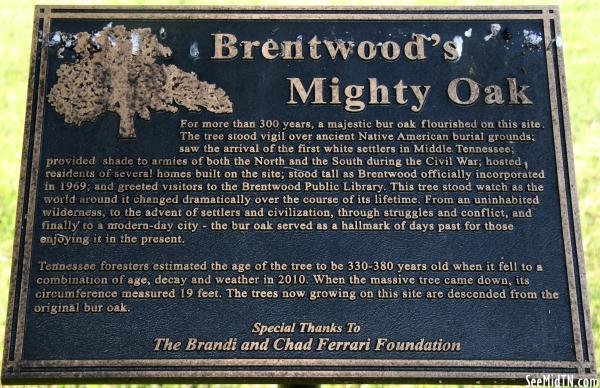 Brentwood's
Mighty Oak
For more than 300 years, a majestic bur oak flourished on this site.
The tree stood vigil over ancient Native American burial grounds;
saw the arrival of the first white settlers in Middle Tennessee;
provided shade to armies of both the North and the South during the Civil War; hosted
residents of several homes built on the site; stood tall as Brentwood officially incorporated
in 1969; and greeted visitors to the Brentwood Public Library. This tree stood watch as the
world around it changed dramatically over the course of its lifetime. From an uninhabited
wilderness, to the advent of settlers and civilization, through struggles and conflict, and
finally to a modern-day city - the bur oak served as a hallmark of days past for those
enjoying it in the present.
Tennessee foresters estimated the age of the tree to be 330-380 years old when it fell to a
combination of age, decay and weather in 2010. When the massive tree came down, its
circumference measured 19 feet. The trees now growing on this site are descended from the
original bur oak.
Special Thanks To
The Brandi and Chad Ferrari Foundation
SeeMidTN.com